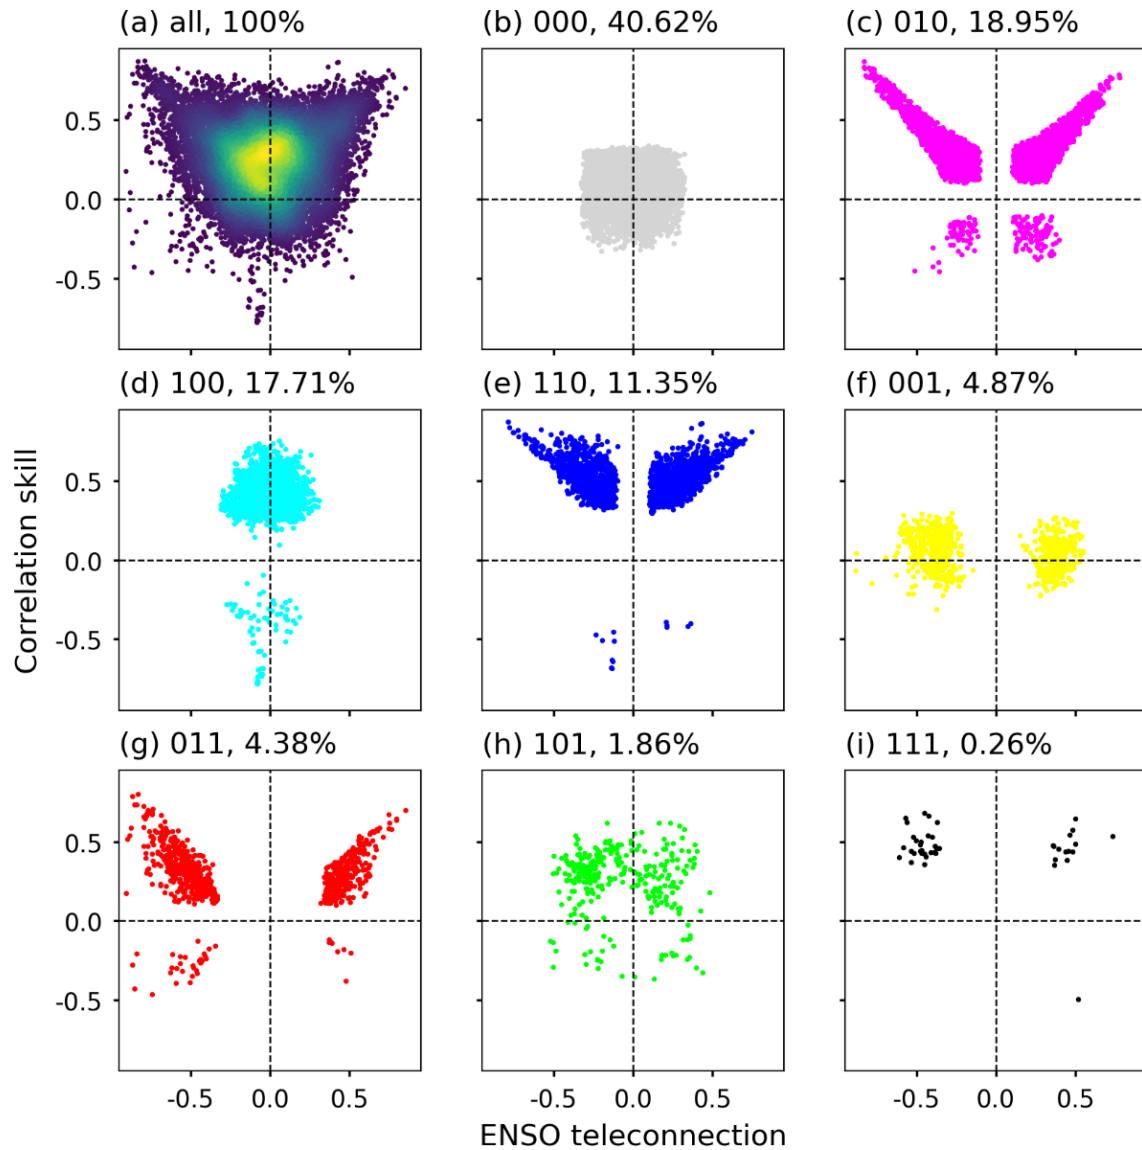 (a) all, 100%
(b) 000, 40.62%
(c) 010, 18.95%
0.5
0.0
-0.5
(d) 100, 17.71%
(e) 110, 11.35%
(f) 001, 4.87%
0.5
0.0
-0.5
Correlation skill
(g) 011, 4.38%
(h) 101, 1.86%
(i) 111, 0.26%
0.5
0.0
-0.5
-0.5 0.0 0.5
-0.5 0.0 0.5
-0.5 0.0 0.5
ENSO teleconnection